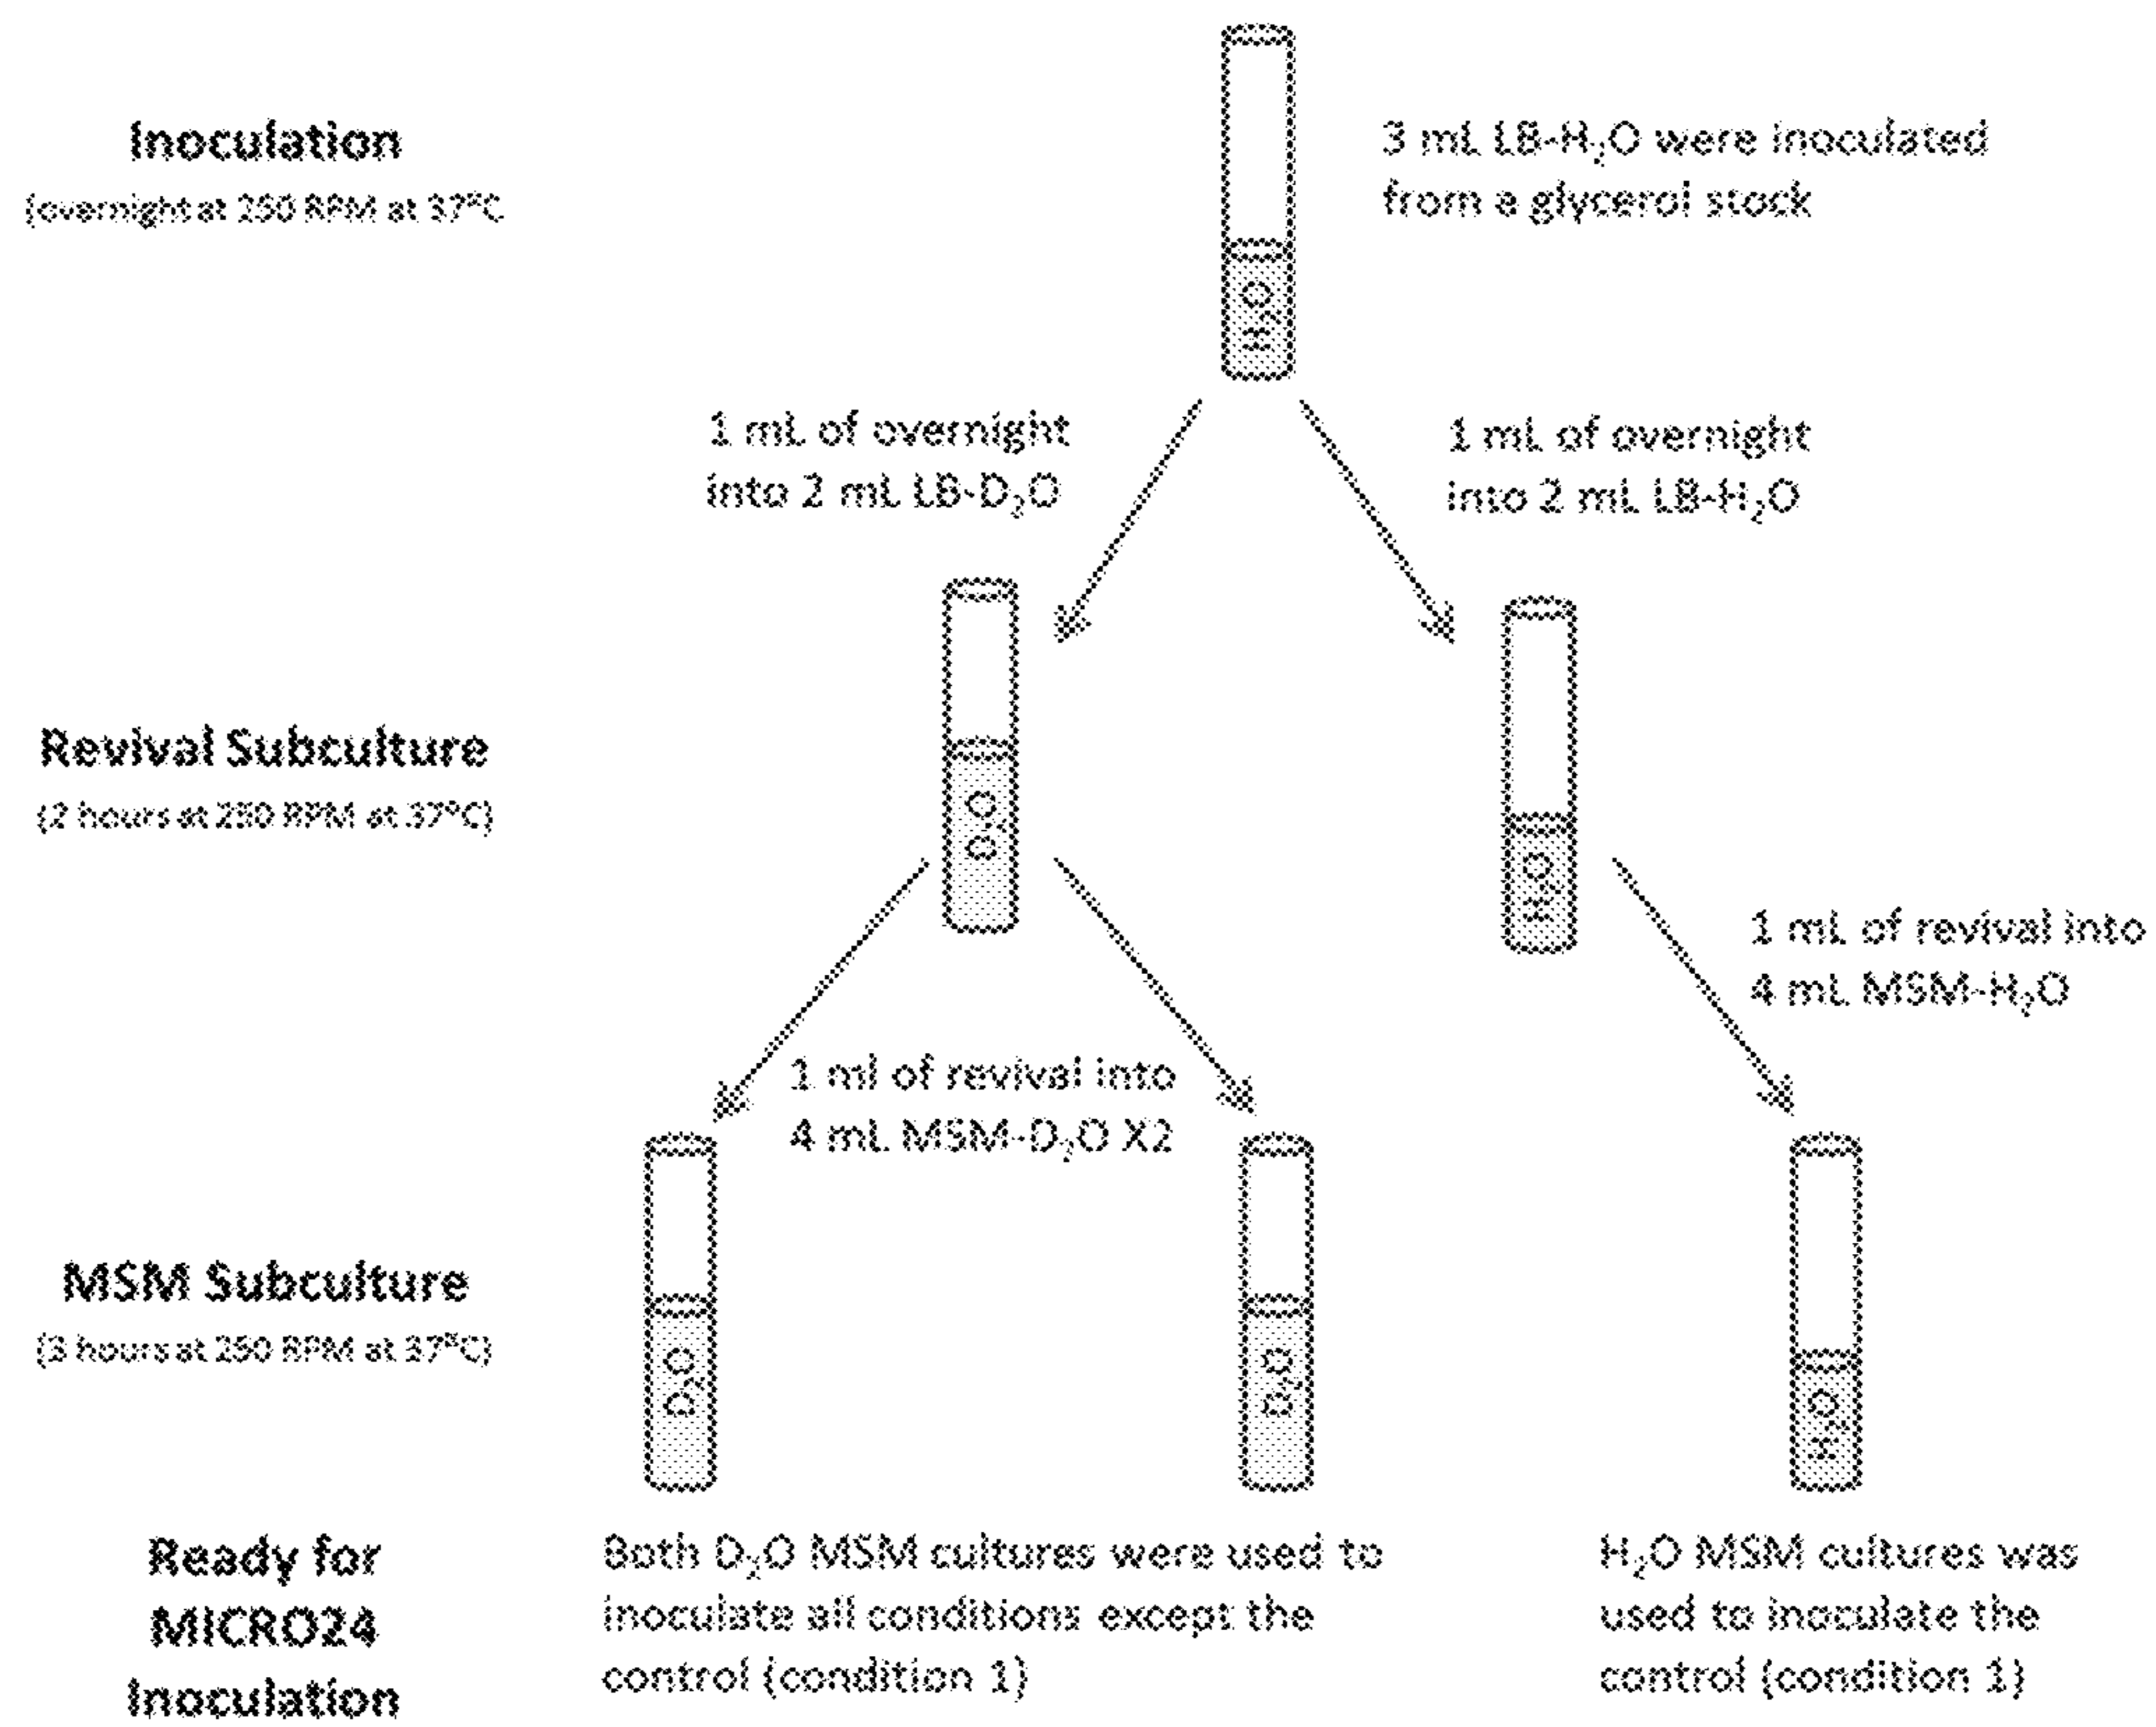 Inoculation
(overnight at 250 RPM at 37°C
3 mL LB-H₂O were inoculated
from a glycerol stock
H₂O
1 mL of overnight
into 2 mL LB-D₂O
1 mL of overnight
into 2 mL LB-H₂O
Revival Subculture
(2 hours at 250 RPM at 37°C)
D₂O
H₂O
1 mL of revival into
4 mL MSM-H₂O
1 ml of revival into
4 mL MSM-D₂O X2
MSM Subculture
(3 hours at 250 RPM at 37°C)
D₂O
D₂O
H₂O
Ready for
MICRO24
Inoculation
Both D₂O MSM cultures were used to
inoculate all conditions except the
control (condition 1)
H₂O MSM cultures was
used to inoculate the
control (condition 1)